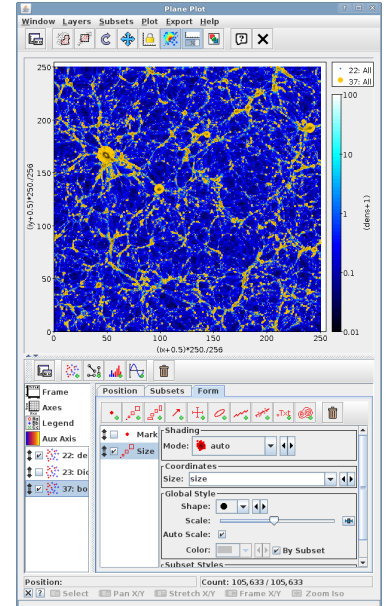 Plane Plot
Window Layers Subsets Plot Export Help
250
200
150
100
50
0
0 50 100 150 200 250
(ix+0.5)*250./256
(iy+0.5)*250./256
22: All
37: All
100
10
1
0.1
0.01
(dens+1)
Frame
Axes
Legend
Aux Axis
22: de
23: Dic
37: bo
Position Subsets Form
Mark
Size
Shading
Mode: auto
Coordinates
Size: size
Global Style
Shape:
Scale:
Auto Scale:
Color: By Subset
Subset Styles
Position: Count: 105,633 / 105,633
Select Pan X/Y Stretch X/Y Frame X/Y Zoom Iso